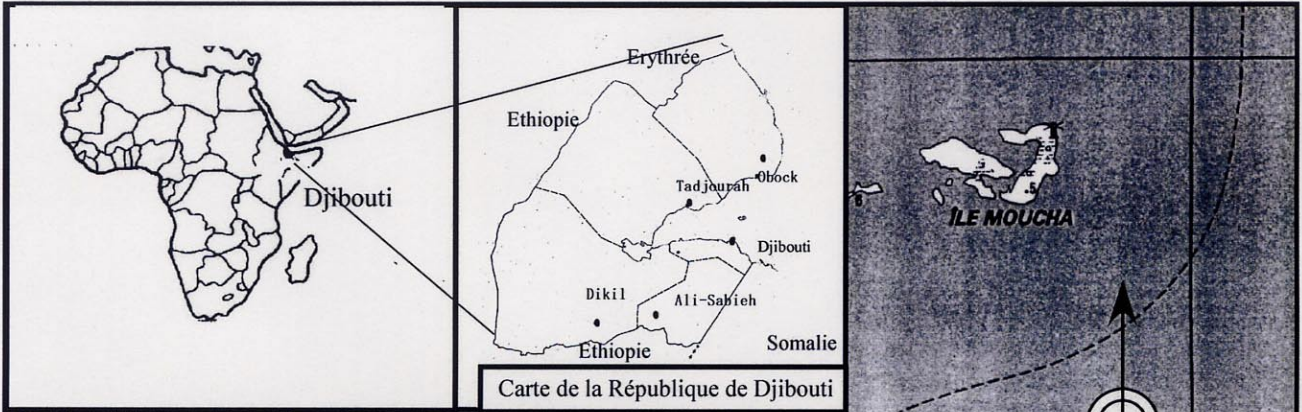 Djibouti
Erythrée
Ethiopie
Tadjourah
Obock
Djibouti
Dikil
Ali-Sabieh
Somalie
Ethiopie
Carte de la République de Djibouti
ÎLE MOUCHA
.5